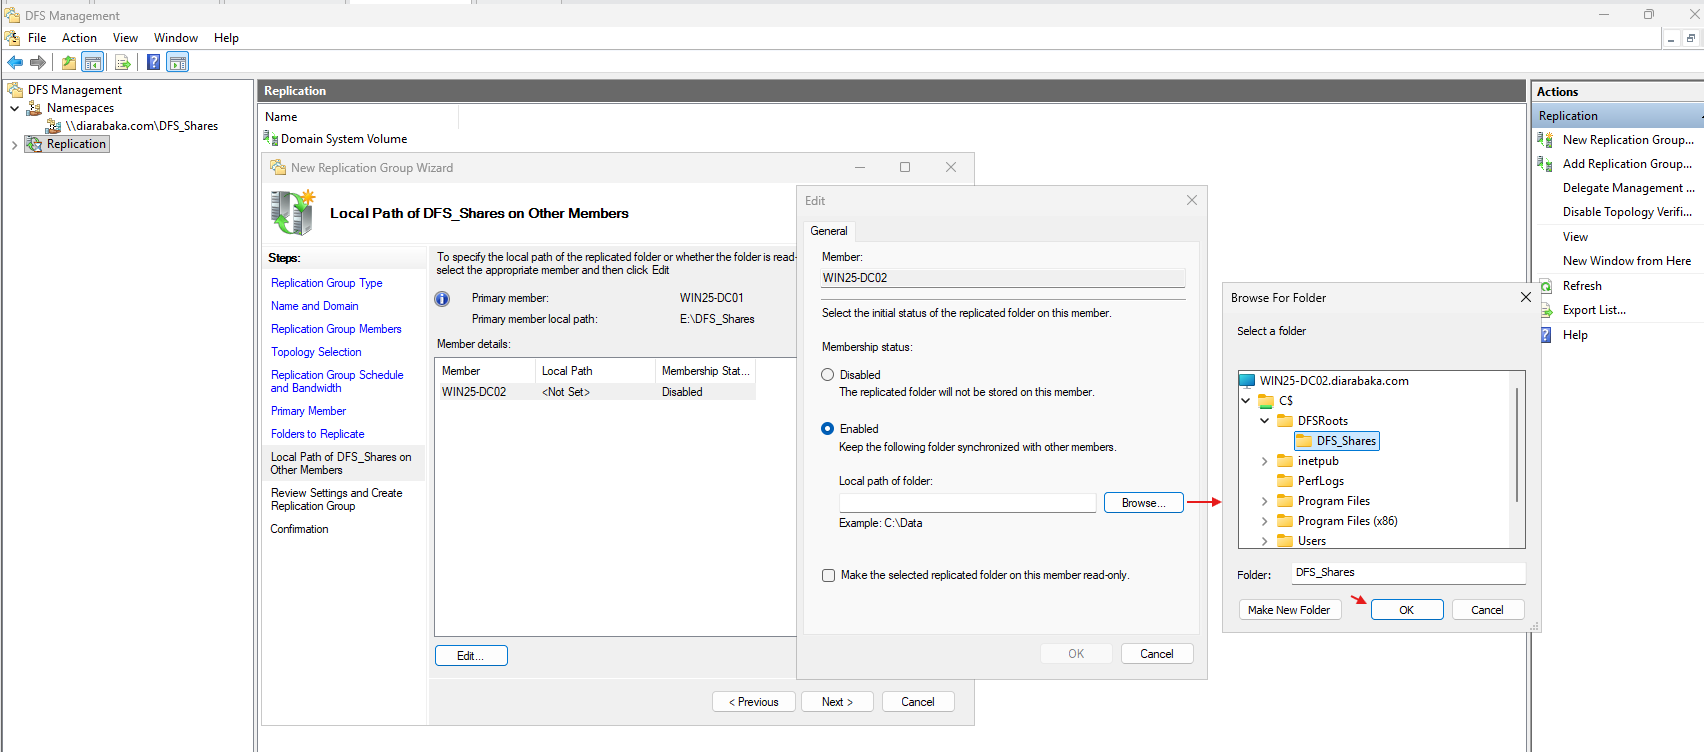 DFS Management
File Action View Window Help
DFS Management
Namespaces
\\diarabaka.com\DFS_Shares
Replication
Replication
Name
Domain System Volume
New Replication Group Wizard
Local Path of DFS_Shares on Other Members
Steps:
Replication Group Type
Name and Domain
Replication Group Members
Topology Selection
Replication Group Schedule
and Bandwidth
Primary Member
Folders to Replicate
Local Path of DFS_Shares on
Other Members
Review Settings and Create
Replication Group
Confirmation
To specify the local path of the replicated folder or whether the folder is read-
select the appropriate member and then click Edit
Primary member: WIN25-DC01
Primary member local path: E:\DFS_Shares
Member details:
Member Local Path Membership Stat...
WIN25-DC02 <Not Set> Disabled
Edit...
< Previous Next > Cancel
Edit
General
Member:
WIN25-DC02
Select the initial status of the replicated folder on this member.
Membership status:
Disabled
The replicated folder will not be stored on this member.
Enabled
Keep the following folder synchronized with other members.
Local path of folder:
Browse...
Example: C:\Data
Make the selected replicated folder on this member read-only.
OK Cancel
Browse For Folder
Select a folder
WIN25-DC02.diarabaka.com
C$
DFSRoots
DFS_Shares
inetpub
PerfLogs
Program Files
Program Files (x86)
Users
Folder: DFS_Shares
Make New Folder OK Cancel
Actions
Replication
New Replication Group...
Add Replication Group...
Delegate Management ...
Disable Topology Verifi...
View
New Window from Here
Refresh
Export List...
Help